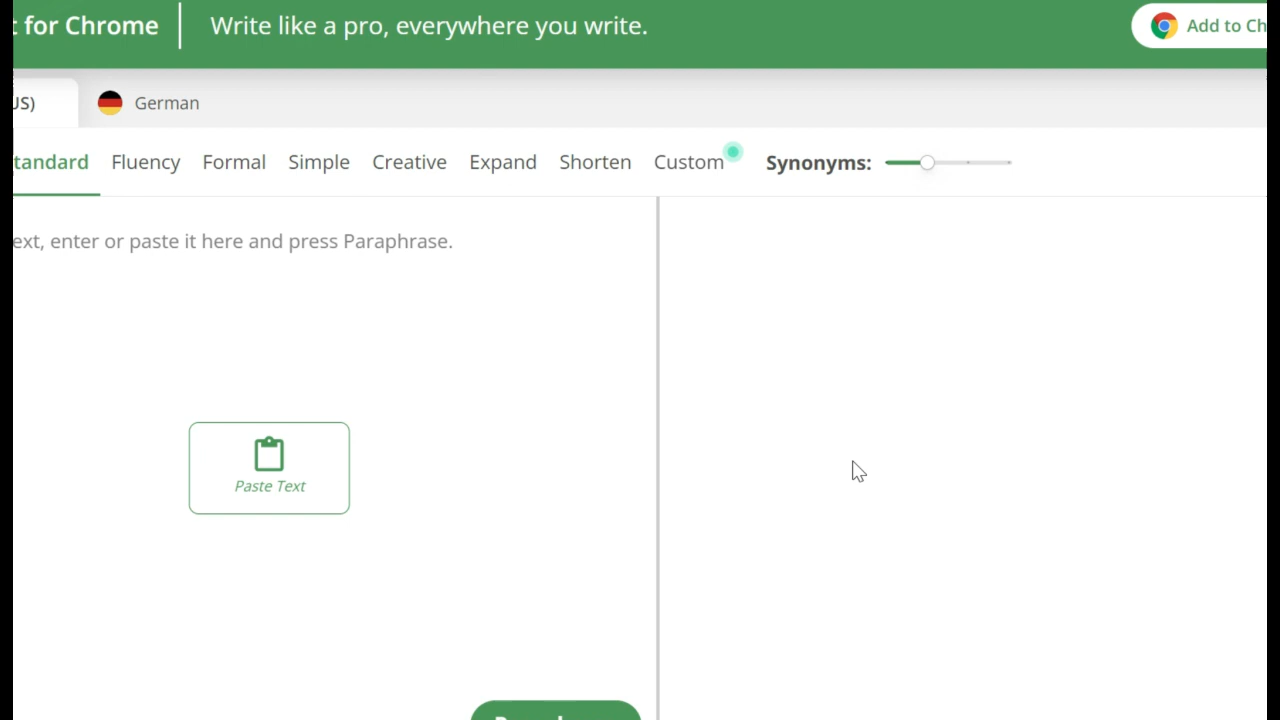 t for Chrome Write like a pro, everywhere you write. Add to Ch
US) German
tandard Fluency Formal Simple Creative Expand Shorten Custom Synonyms:
ext, enter or paste it here and press Paraphrase.
Paste Text